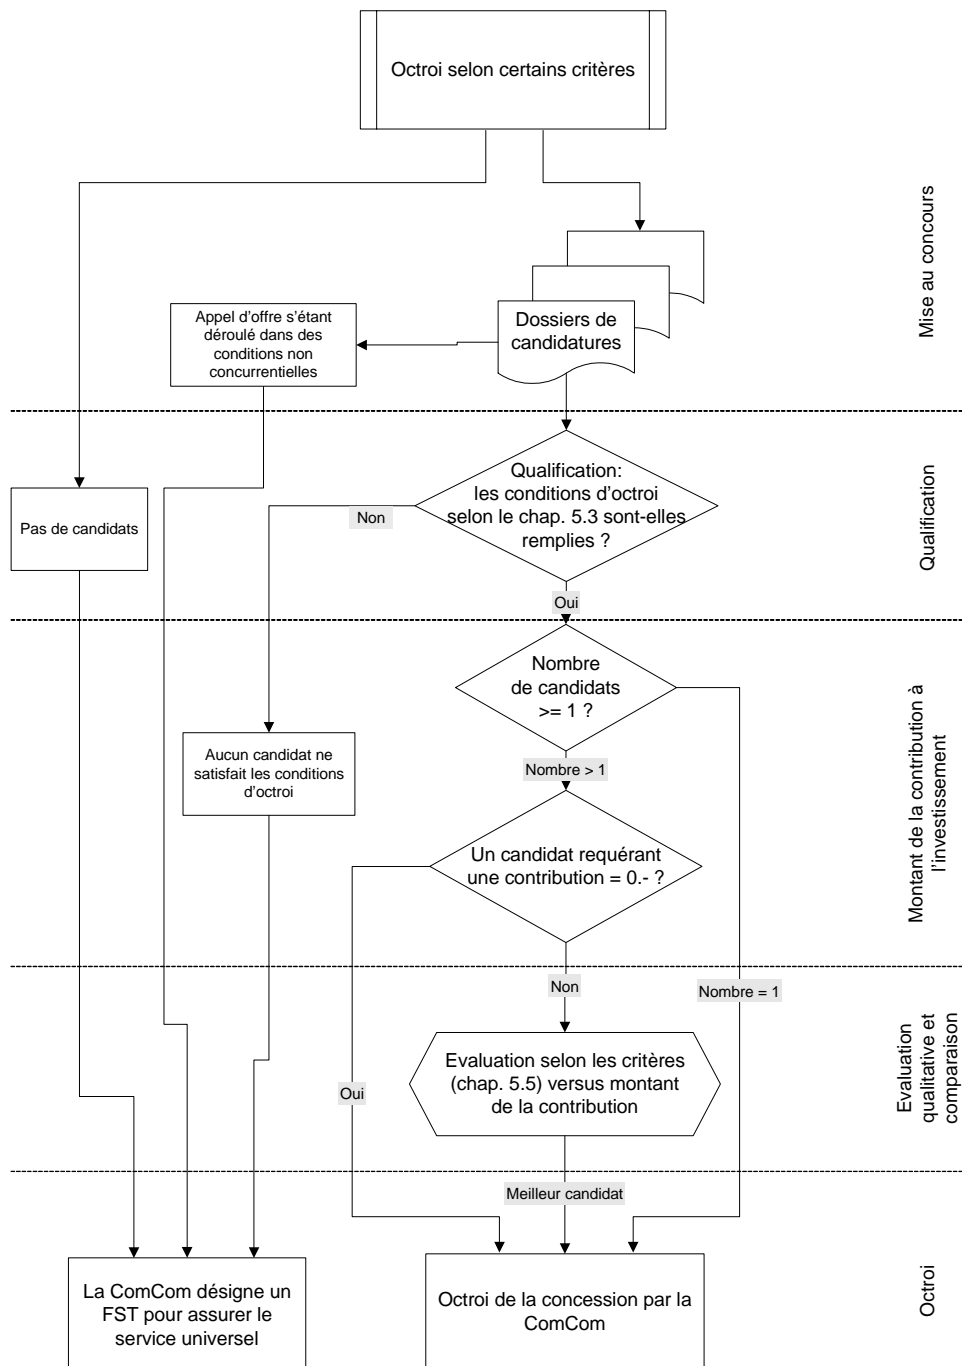 Octroi selon certains critères
Mise au concours
Appel d'offre s'étant
déroulé dans des
conditions non
concurrentielles
Dossiers de
candidatures
Qualification:
les conditions d'octroi
selon le chap. 5.3 sont-elles
remplies ?
Qualification
Pas de candidats
Non
Oui
Nombre
de candidats
>= 1 ?
Montant de la contribution à
l'investissement
Aucun candidat ne
satisfait les conditions
d'octroi
Nombre > 1
Un candidat requérant
une contribution = 0.- ?
Non
Nombre = 1
Evaluation selon les critères
(chap. 5.5) versus montant
de la contribution
Evaluation
qualitative et
comparaison
Oui
Meilleur candidat
La ComCom désigne un
FST pour assurer le
service universel
Octroi de la concession par la
ComCom
Octroi